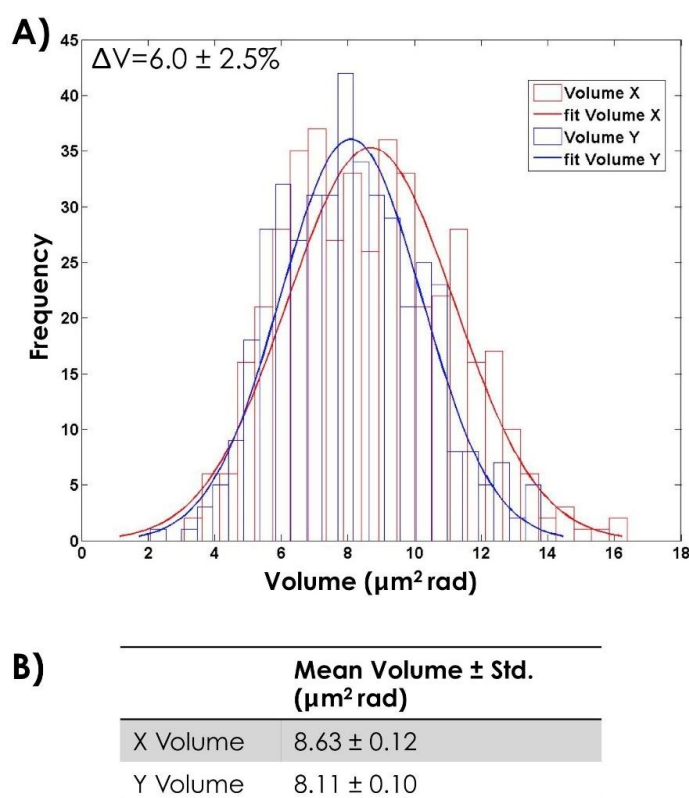 A)
ΔV=6.0 ± 2.5%
45
40
35
30
25
20
15
10
5
0
Frequency
Volume X
fit Volume X
Volume Y
fit Volume Y
0 2 4 6 8 10 12 14 16 18
Volume (μm² rad)
B)
Mean Volume ± Std.
(μm² rad)
X Volume 8.63 ± 0.12
Y Volume 8.11 ± 0.10